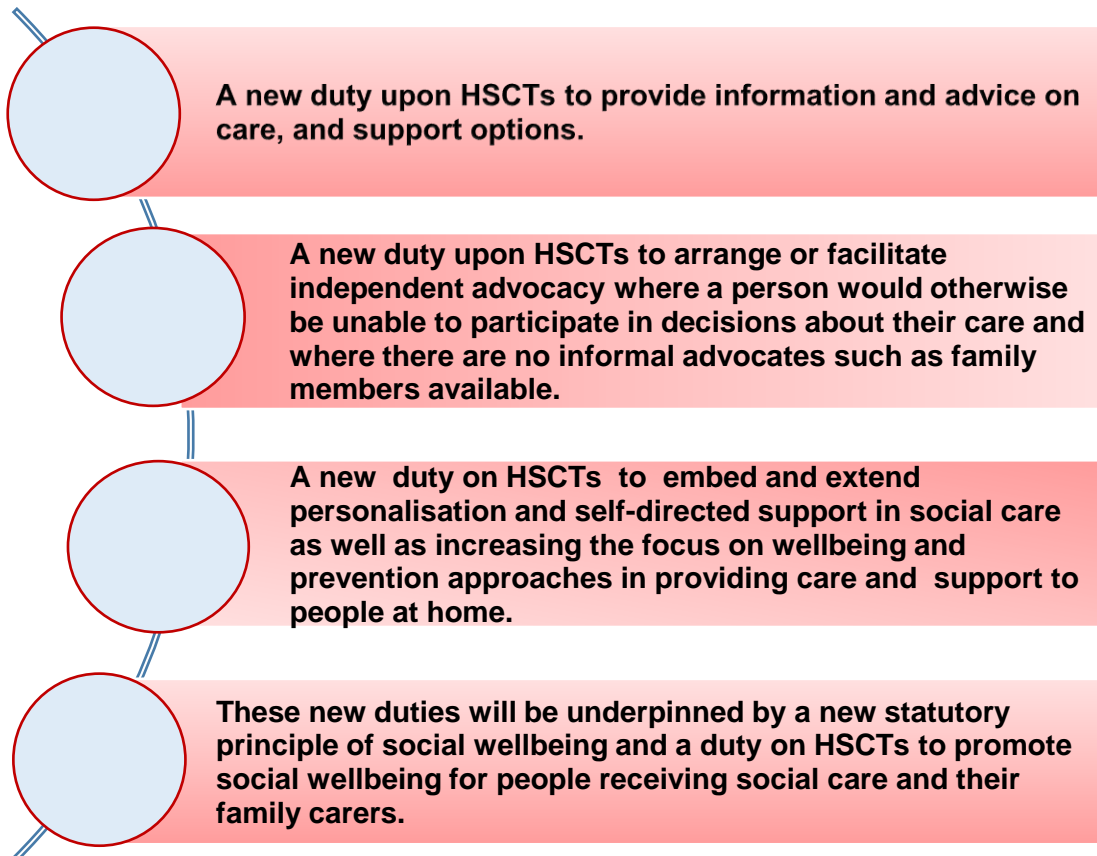 A new duty upon HSCTs to provide information and advice on
care, and support options.
A new duty upon HSCTs to arrange or facilitate
independent advocacy where a person would otherwise
be unable to participate in decisions about their care and
where there are no informal advocates such as family
members available.
A new  duty on HSCTs  to  embed and extend
personalisation and self-directed support in social care
as well as increasing the focus on wellbeing and
prevention approaches in providing care and  support to
people at home.
These new duties will be underpinned by a new statutory
principle of social wellbeing and a duty on HSCTs to promote
social wellbeing for people receiving social care and their
family carers.